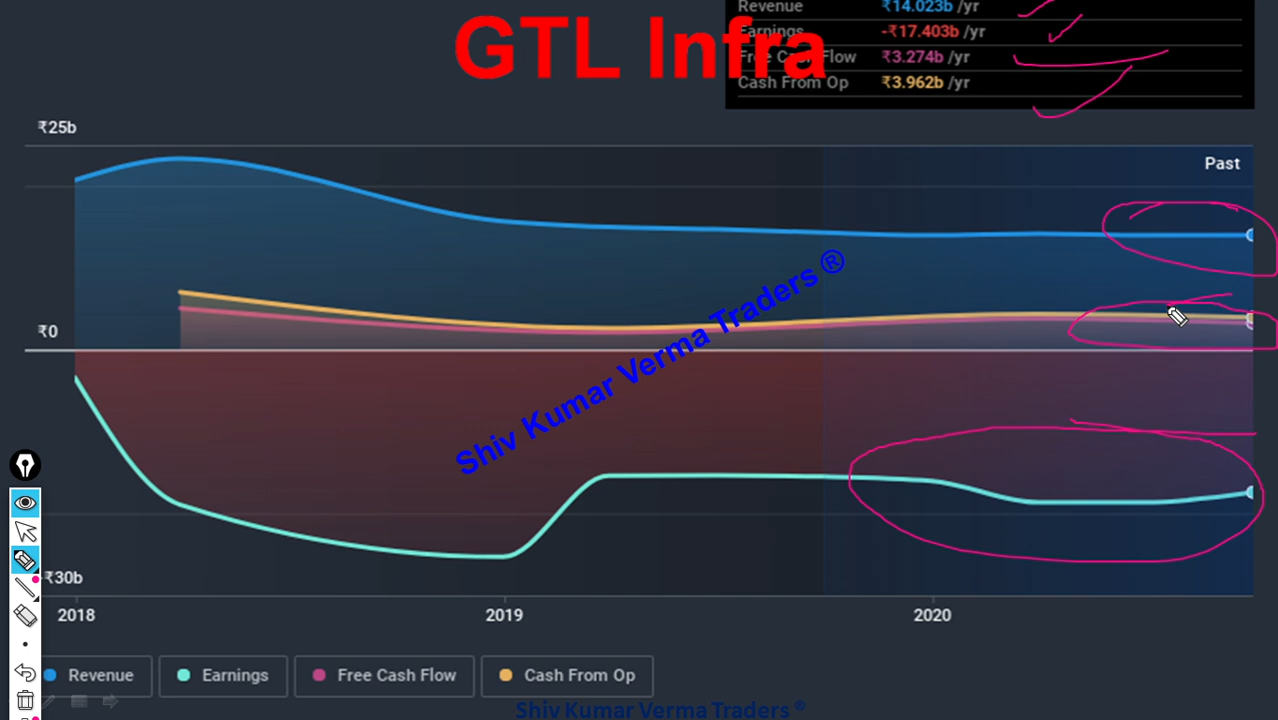 Revenue ₹14.023b /yr
GTL Infra
Earnings -₹17.403b /yr
Free Cash Flow ₹3.274b /yr
Cash From Op ₹3.962b /yr
₹25b
Past
₹0
Shiv Kumar Verma Traders ®
-₹30b
2018 2019 2020
Revenue Earnings Free Cash Flow Cash From Op
Shiv Kumar Verma Traders ®